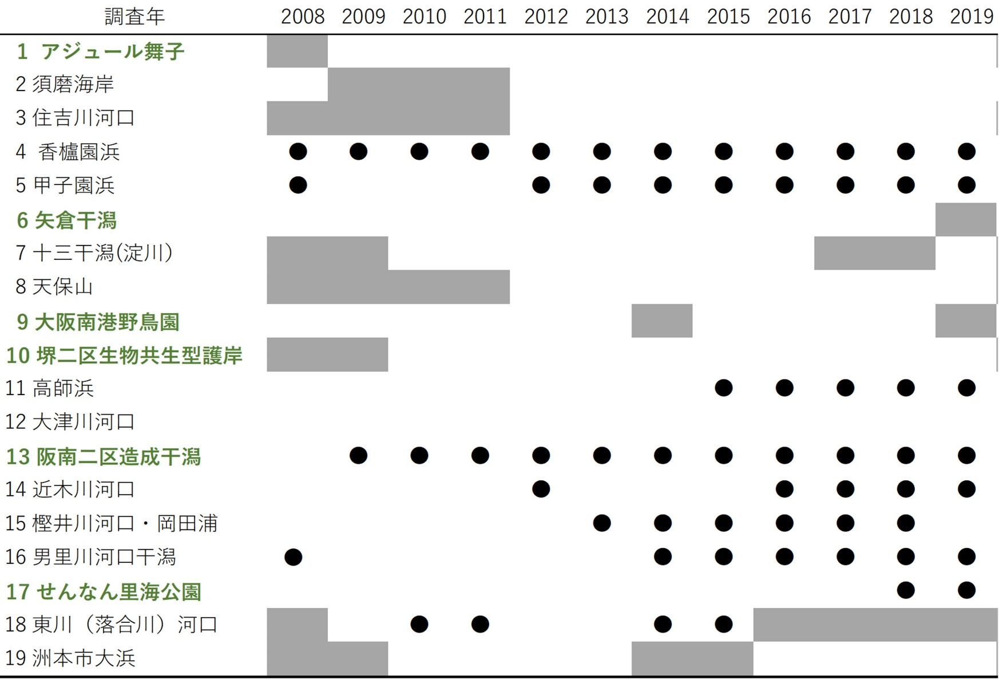 調査年 2008 2009 2010 2011 2012 2013 2014 2015 2016 2017 2018 2019
1 アジュール舞子
2 須磨海岸
3 住吉川河口
4 香櫨園浜 ● ● ● ● ● ● ● ● ● ● ● ●
5 甲子園浜 ● ● ● ● ● ● ● ● ●
6 矢倉干潟
7 十三干潟(淀川）
8 天保山
9 大阪南港野鳥園
10 堺二区生物共生型護岸
11 高師浜 ● ● ● ● ●
12 大津川河口
13 阪南二区造成干潟 ● ● ● ● ● ● ● ● ● ● ●
14 近木川河口 ● ● ● ● ●
15 樫井川河口・岡田浦 ● ● ● ● ● ●
16 男里川河口干潟 ● ● ● ● ● ● ●
17 せんなん里海公園 ● ●
18 東川（落合川）河口 ● ● ● ●
19 洲本市大浜